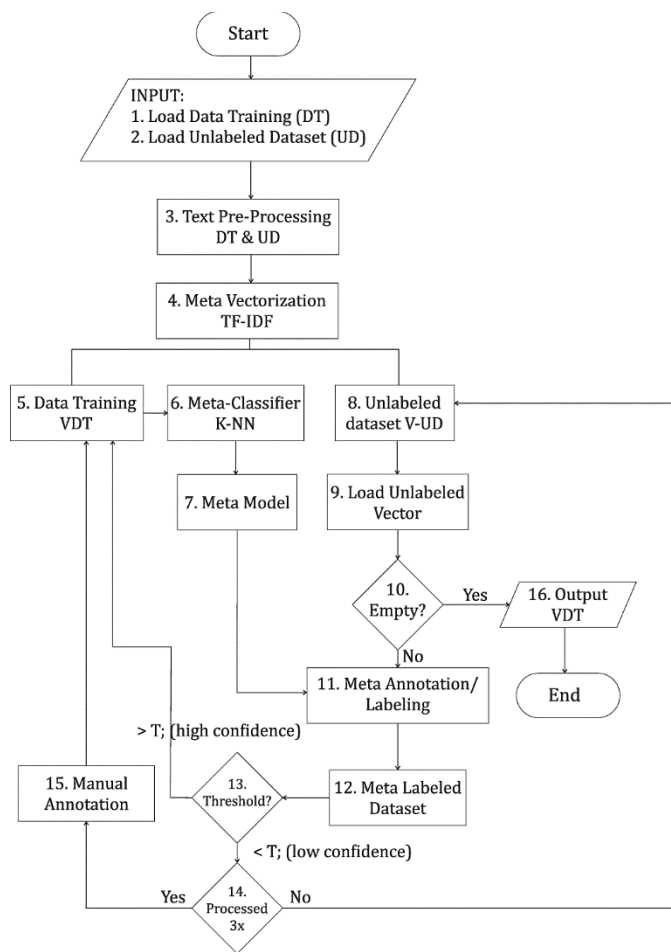 Start
INPUT:
1. Load Data Training (DT)
2. Load Unlabeled Dataset (UD)
3. Text Pre-Processing
DT & UD
4. Meta Vectorization
TF-IDF
5. Data Training
VDT
6. Meta-Classifier
K-NN
8. Unlabeled
dataset V-UD
7. Meta Model
9. Load Unlabeled
Vector
10.
Empty?
Yes
16. Output
VDT
No
11. Meta Annotation/
Labeling
End
> T; (high confidence)
15. Manual
Annotation
13.
Threshold?
12. Meta Labeled
Dataset
< T; (low confidence)
Yes
14.
Processed
3x
No